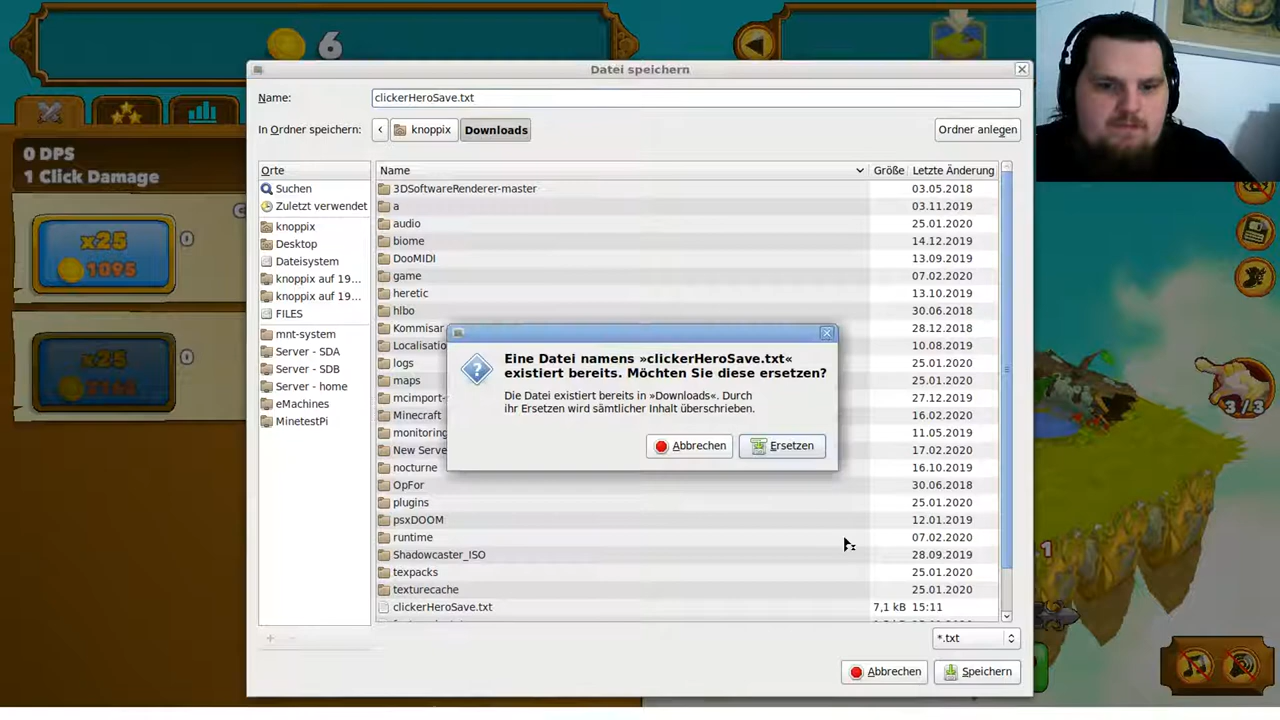 6
Datei speichern
Name: clickerHeroSave.txt
In Ordner speichern: knoppix Downloads Ordner anlegen
0 DPS
1 Click Damage
x25
1095
0
x25
0
Orte
Suchen
Zuletzt verwendet
knoppix
Desktop
Dateisystem
knoppix auf 19...
knoppix auf 19...
FILES
mnt-system
Server - SDA
Server - SDB
Server - home
eMachines
MinetestPi
Name Größe Letzte Änderung
3DSoftwareRenderer-master 03.05.2018
a 03.11.2019
audio 25.01.2020
biome 14.12.2019
DooMIDI 13.09.2019
game 07.02.2020
heretic 13.10.2019
hlbo 30.06.2018
Kommisar 28.12.2018
Localisatio 10.08.2019
logs 25.01.2020
maps 25.01.2020
mcimport- 27.12.2019
Minecraft 16.02.2020
monitoring 11.05.2019
New Serve 17.02.2020
nocturne 16.10.2019
OpFor 30.06.2018
plugins 25.01.2020
psxDOOM 12.01.2019
runtime 07.02.2020
Shadowcaster_ISO 28.09.2019
texpacks 25.01.2020
texturecache 25.01.2020
clickerHeroSave.txt 7,1 kB 15:11
Eine Datei namens »clickerHeroSave.txt«
existiert bereits. Möchten Sie diese ersetzen?
Die Datei existiert bereits in »Downloads«. Durch
ihr Ersetzen wird sämtlicher Inhalt überschrieben.
Abbrechen Ersetzen
*.txt
Abbrechen Speichern
3/3
1